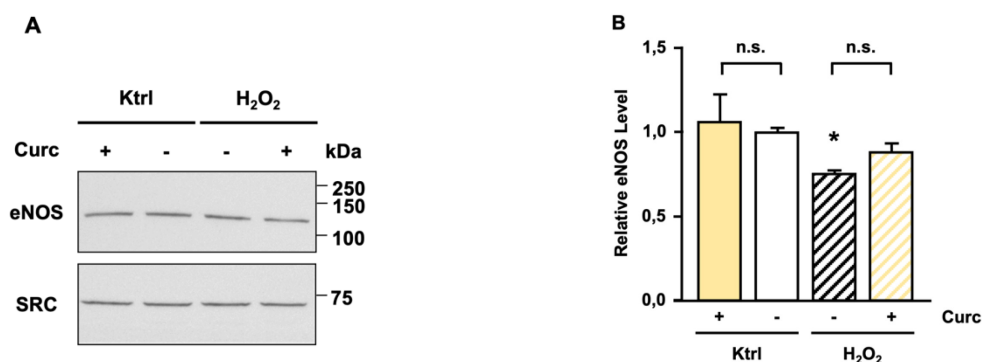 A
Ktrl H₂O₂
Curc + - - + kDa
eNOS
250
150
100
SRC
75
B
Relative eNOS Level
1,5
1,0
0,5
0,0
n.s. n.s.
*
+ - - + Curc
Ktrl H₂O₂